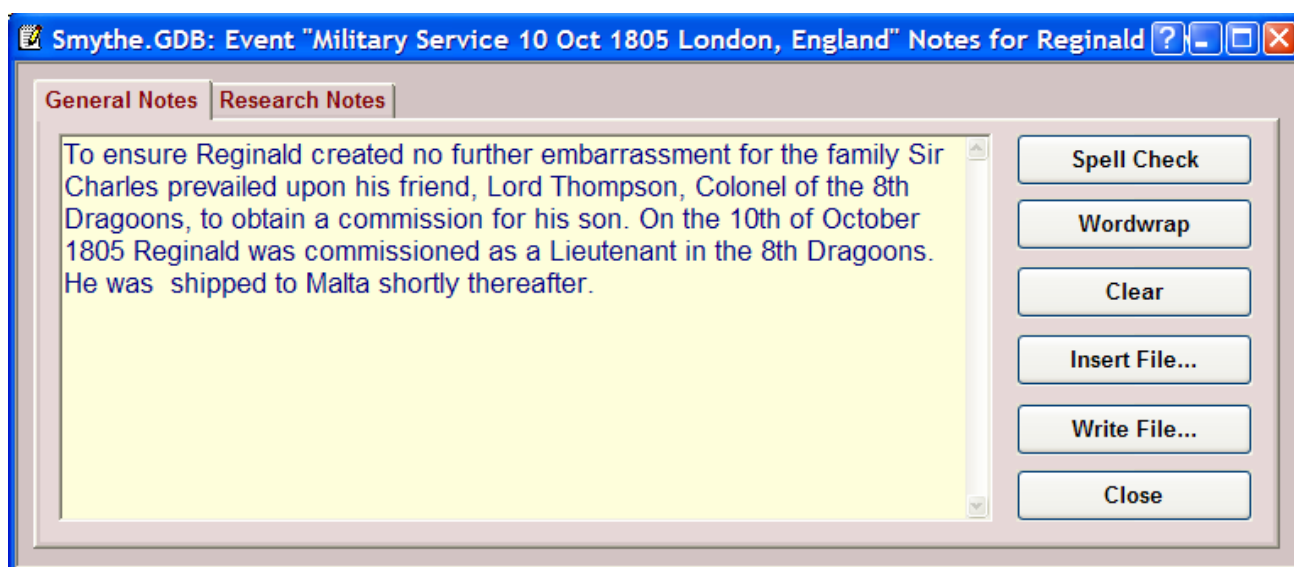 Smythe.GDB: Event "Military Service 10 Oct 1805 London, England" Notes for Reginald
General Notes
Research Notes
To ensure Reginald created no further embarrassment for the family Sir
Charles prevailed upon his friend, Lord Thompson, Colonel of the 8th
Dragoons, to obtain a commission for his son. On the 10th of October
1805 Reginald was commissioned as a Lieutenant in the 8th Dragoons.
He was  shipped to Malta shortly thereafter.
Spell Check
Wordwrap
Clear
Insert File...
Write File...
Close